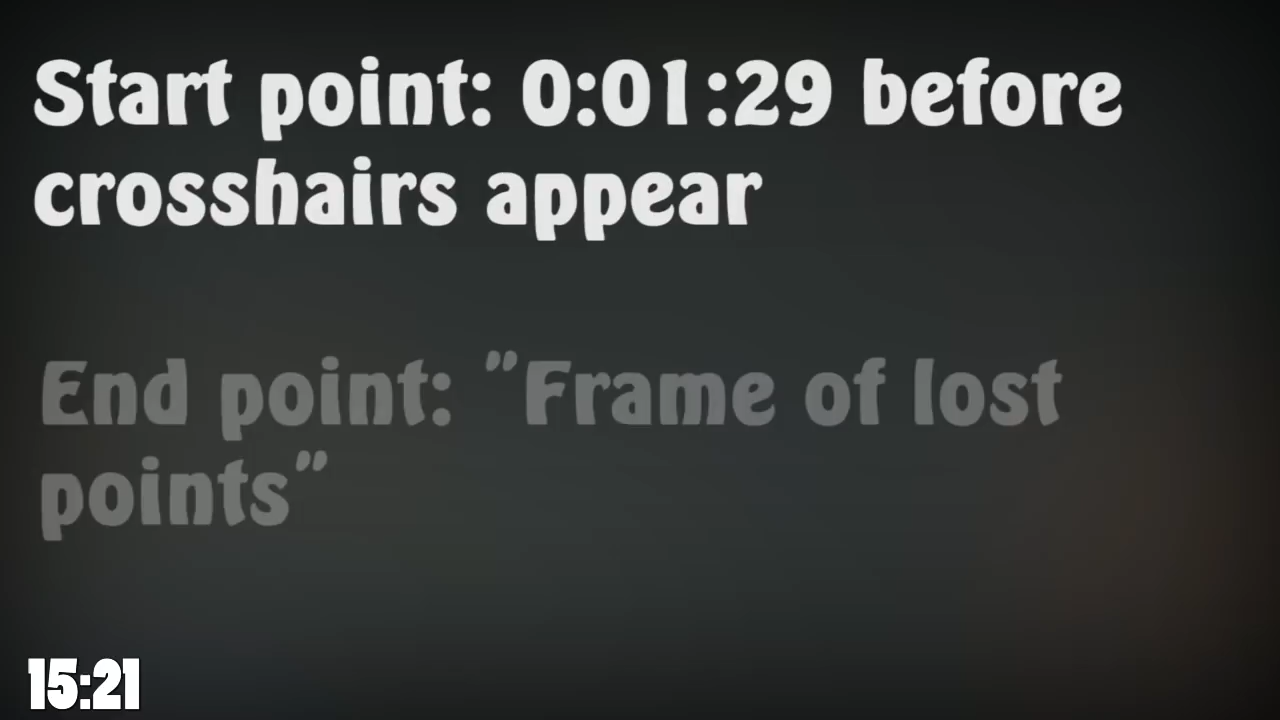 Start point: 0:01:29 before
crosshairs appear
End point: "Frame of lost
points"
15:21